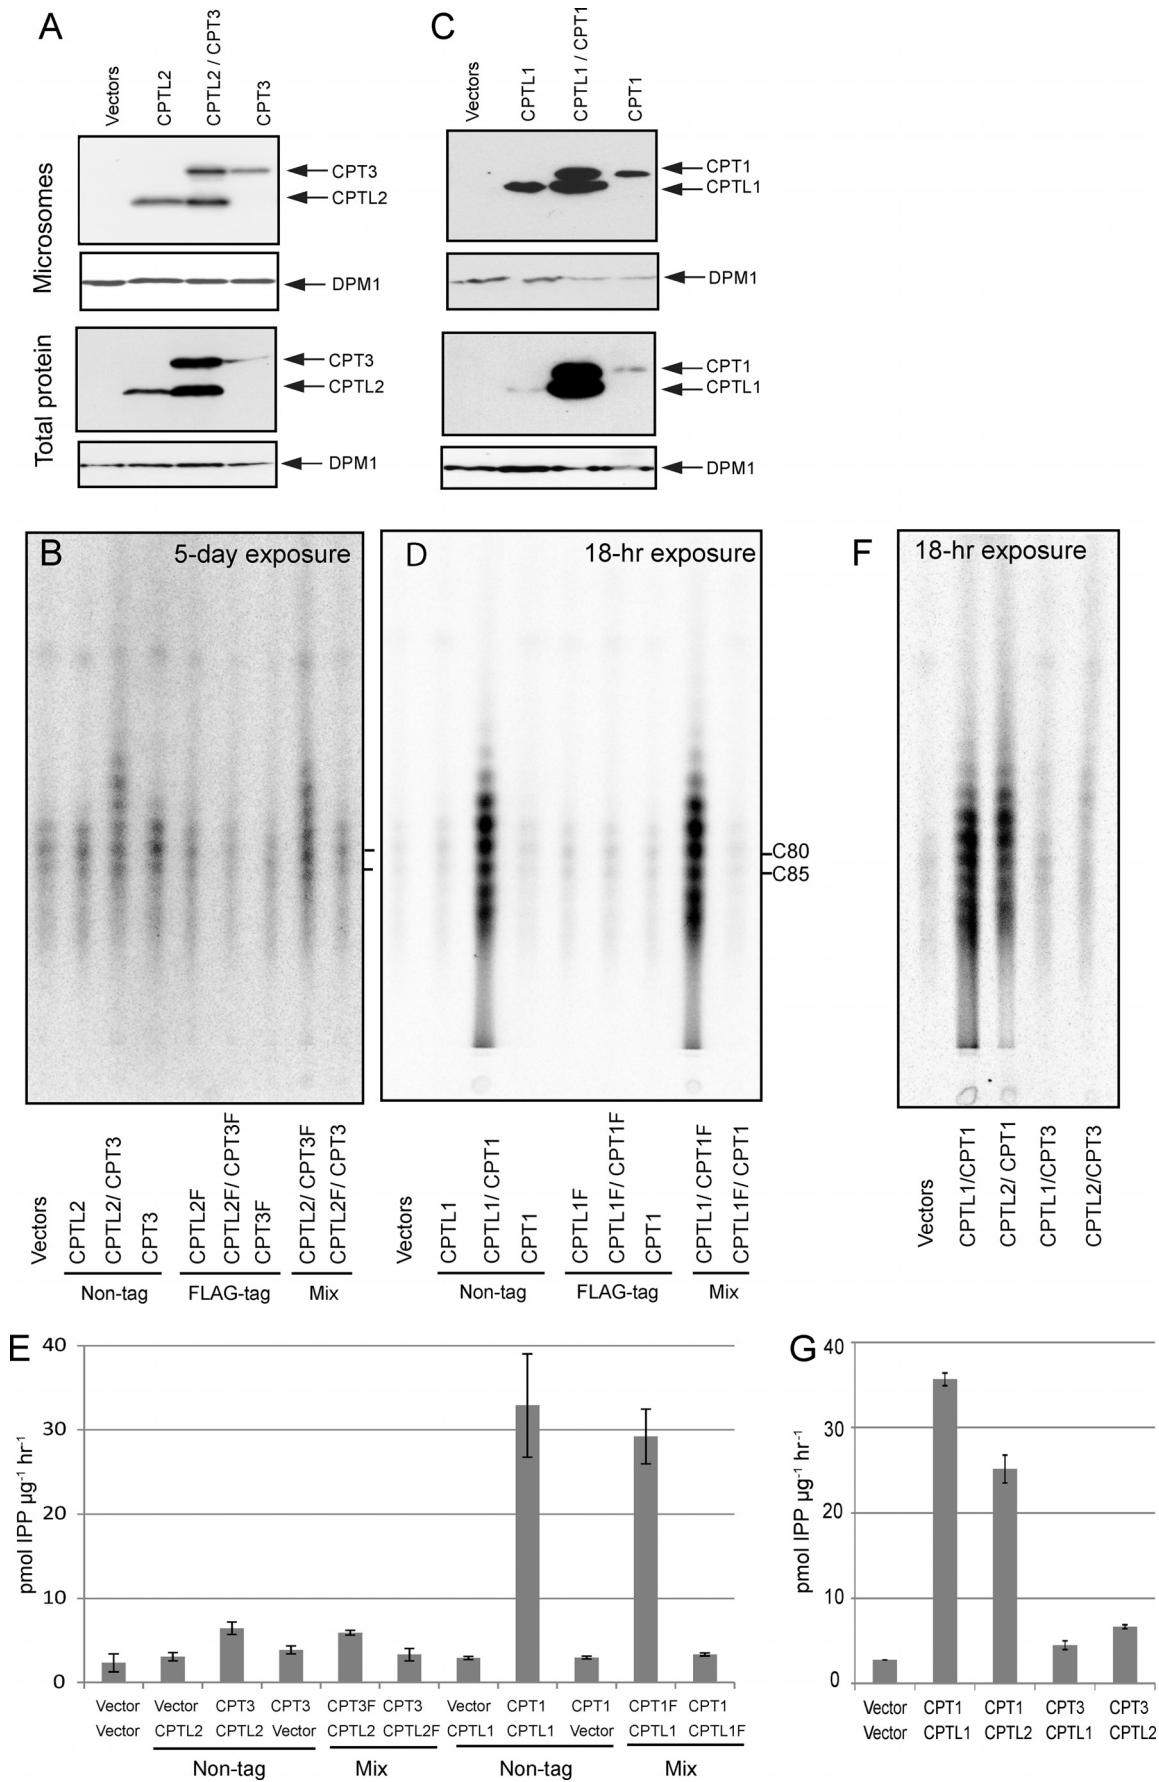 A
Vectors
CPTL2
CPTL2 / CPT3
CPT3
Microsomes
CPT3
CPTL2
DPM1
Total protein
CPT3
CPTL2
DPM1
C
Vectors
CPTL1
CPTL1 / CPT1
CPT1
CPT1
CPTL1
DPM1
CPT1
CPTL1
DPM1
B
5-day exposure
Vectors
CPTL2
CPTL2/ CPT3
CPT3
CPTL2F
CPTL2F/ CPT3F
CPT3F
CPTL2/ CPT3F
CPTL2F/ CPT3
Non-tag
FLAG-tag
Mix
D
18-hr exposure
C80
C85
Vectors
CPTL1
CPTL1/ CPT1
CPT1
CPTL1F
CPTL1F/ CPT1F
CPT1
CPTL1/ CPT1F
CPTL1F/ CPT1
Non-tag
FLAG-tag
Mix
F
18-hr exposure
Vectors
CPTL1/CPT1
CPTL2/ CPT1
CPTL1/CPT3
CPTL2/CPT3
E
pmol IPP µg⁻¹ hr⁻¹
40
30
20
10
0
Vector Vector CPT3 CPT3 CPT3F CPT3 Vector CPT1 CPT1 CPT1F CPT1
Vector CPTL2 CPTL2 Vector CPTL2 CPTL2F CPTL1 CPTL1 Vector CPTL1 CPTL1F
Non-tag Mix Non-tag Mix
G
pmol IPP µg⁻¹ hr⁻¹
40
30
20
10
0
Vector CPT1 CPT1 CPT3 CPT3
Vector CPTL1 CPTL2 CPTL1 CPTL2